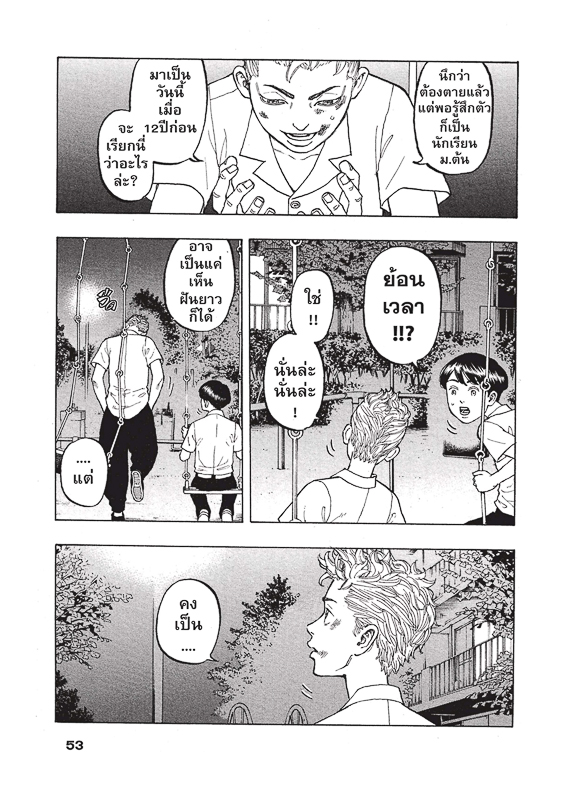 นึกว่า
ต้องตายแล้ว
แต่พอรู้สึกตัว
ก็เป็น
นักเรียน
ม.ต้น
มาเป็น
วันนี้
เมื่อ
12ปีก่อน
จะ
เรียกนี่
ว่าอะไร
ล่ะ?
ย้อน
เวลา
!!?
ใช่
!!
นั่นล่ะ
นั่นล่ะ
!
อาจ
เป็นแค่
เห็น
ฝันยาว
ก็ได้
....
แต่
คง
เป็น
....
53